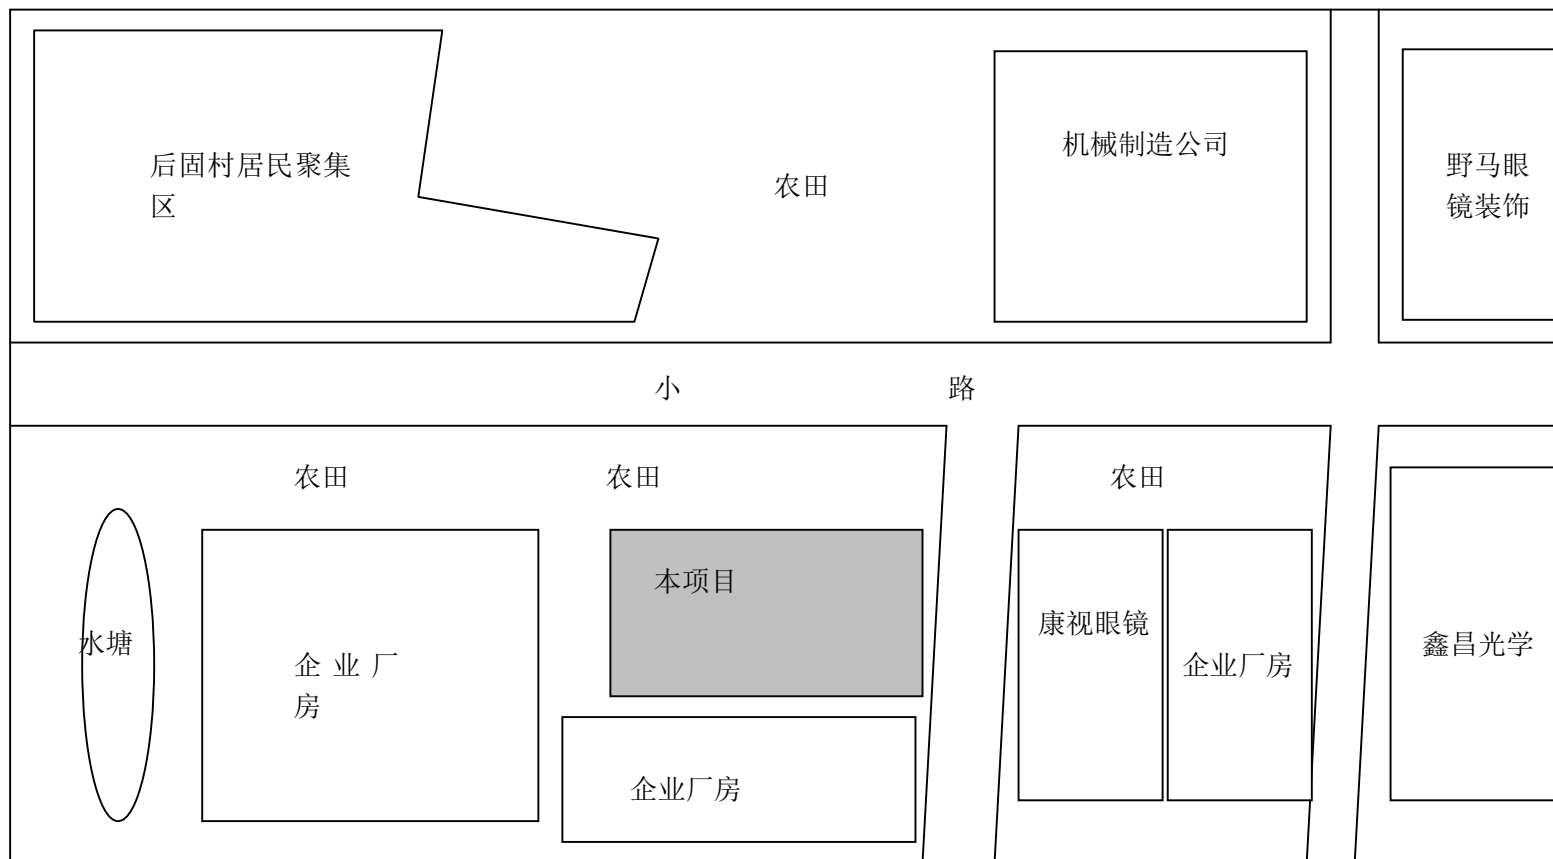 后固村居民聚集
区
农田
机械制造公司
野马眼
镜装饰
小 路
农田
农田
农田
水塘
企 业 厂
房
本项目
企业厂房
康视眼镜
企业厂房
鑫昌光学